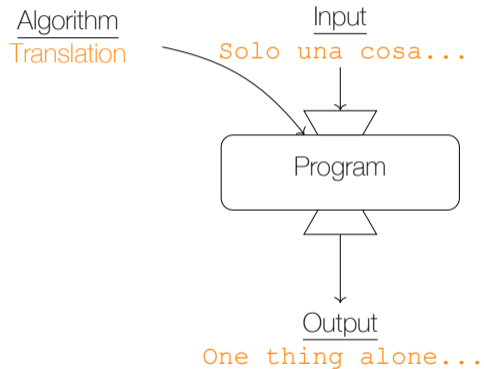 Algorithm
Translation
Input
Solo una cosa...
Program
Output
One thing alone...